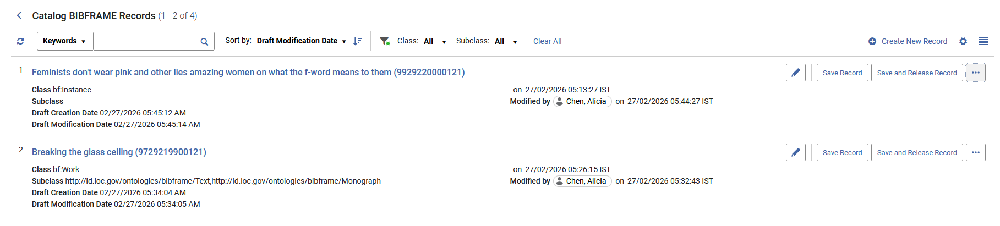 Catalog BIBFRAME Records (1 - 2 of 4)
Keywords Sort by: Draft Modification Date Class: All Subclass: All Clear All Create New Record
1 Feminists don't wear pink and other lies amazing women on what the f-word means to them (9929220000121) Save Record Save and Release Record ...
Class bf:Instance on 27/02/2026 05:13:27 IST
Subclass Modified by Chen, Alicia on 27/02/2026 05:44:27 IST
Draft Creation Date 02/27/2026 05:45:12 AM
Draft Modification Date 02/27/2026 05:45:14 AM
2 Breaking the glass ceiling (9729219900121) Save Record Save and Release Record ...
Class bf:Work on 27/02/2026 05:26:15 IST
Subclass http://id.loc.gov/ontologies/bibframe/Text,http://id.loc.gov/ontologies/bibframe/Monograph Modified by Chen, Alicia on 27/02/2026 05:32:43 IST
Draft Creation Date 02/27/2026 05:34:04 AM
Draft Modification Date 02/27/2026 05:34:05 AM